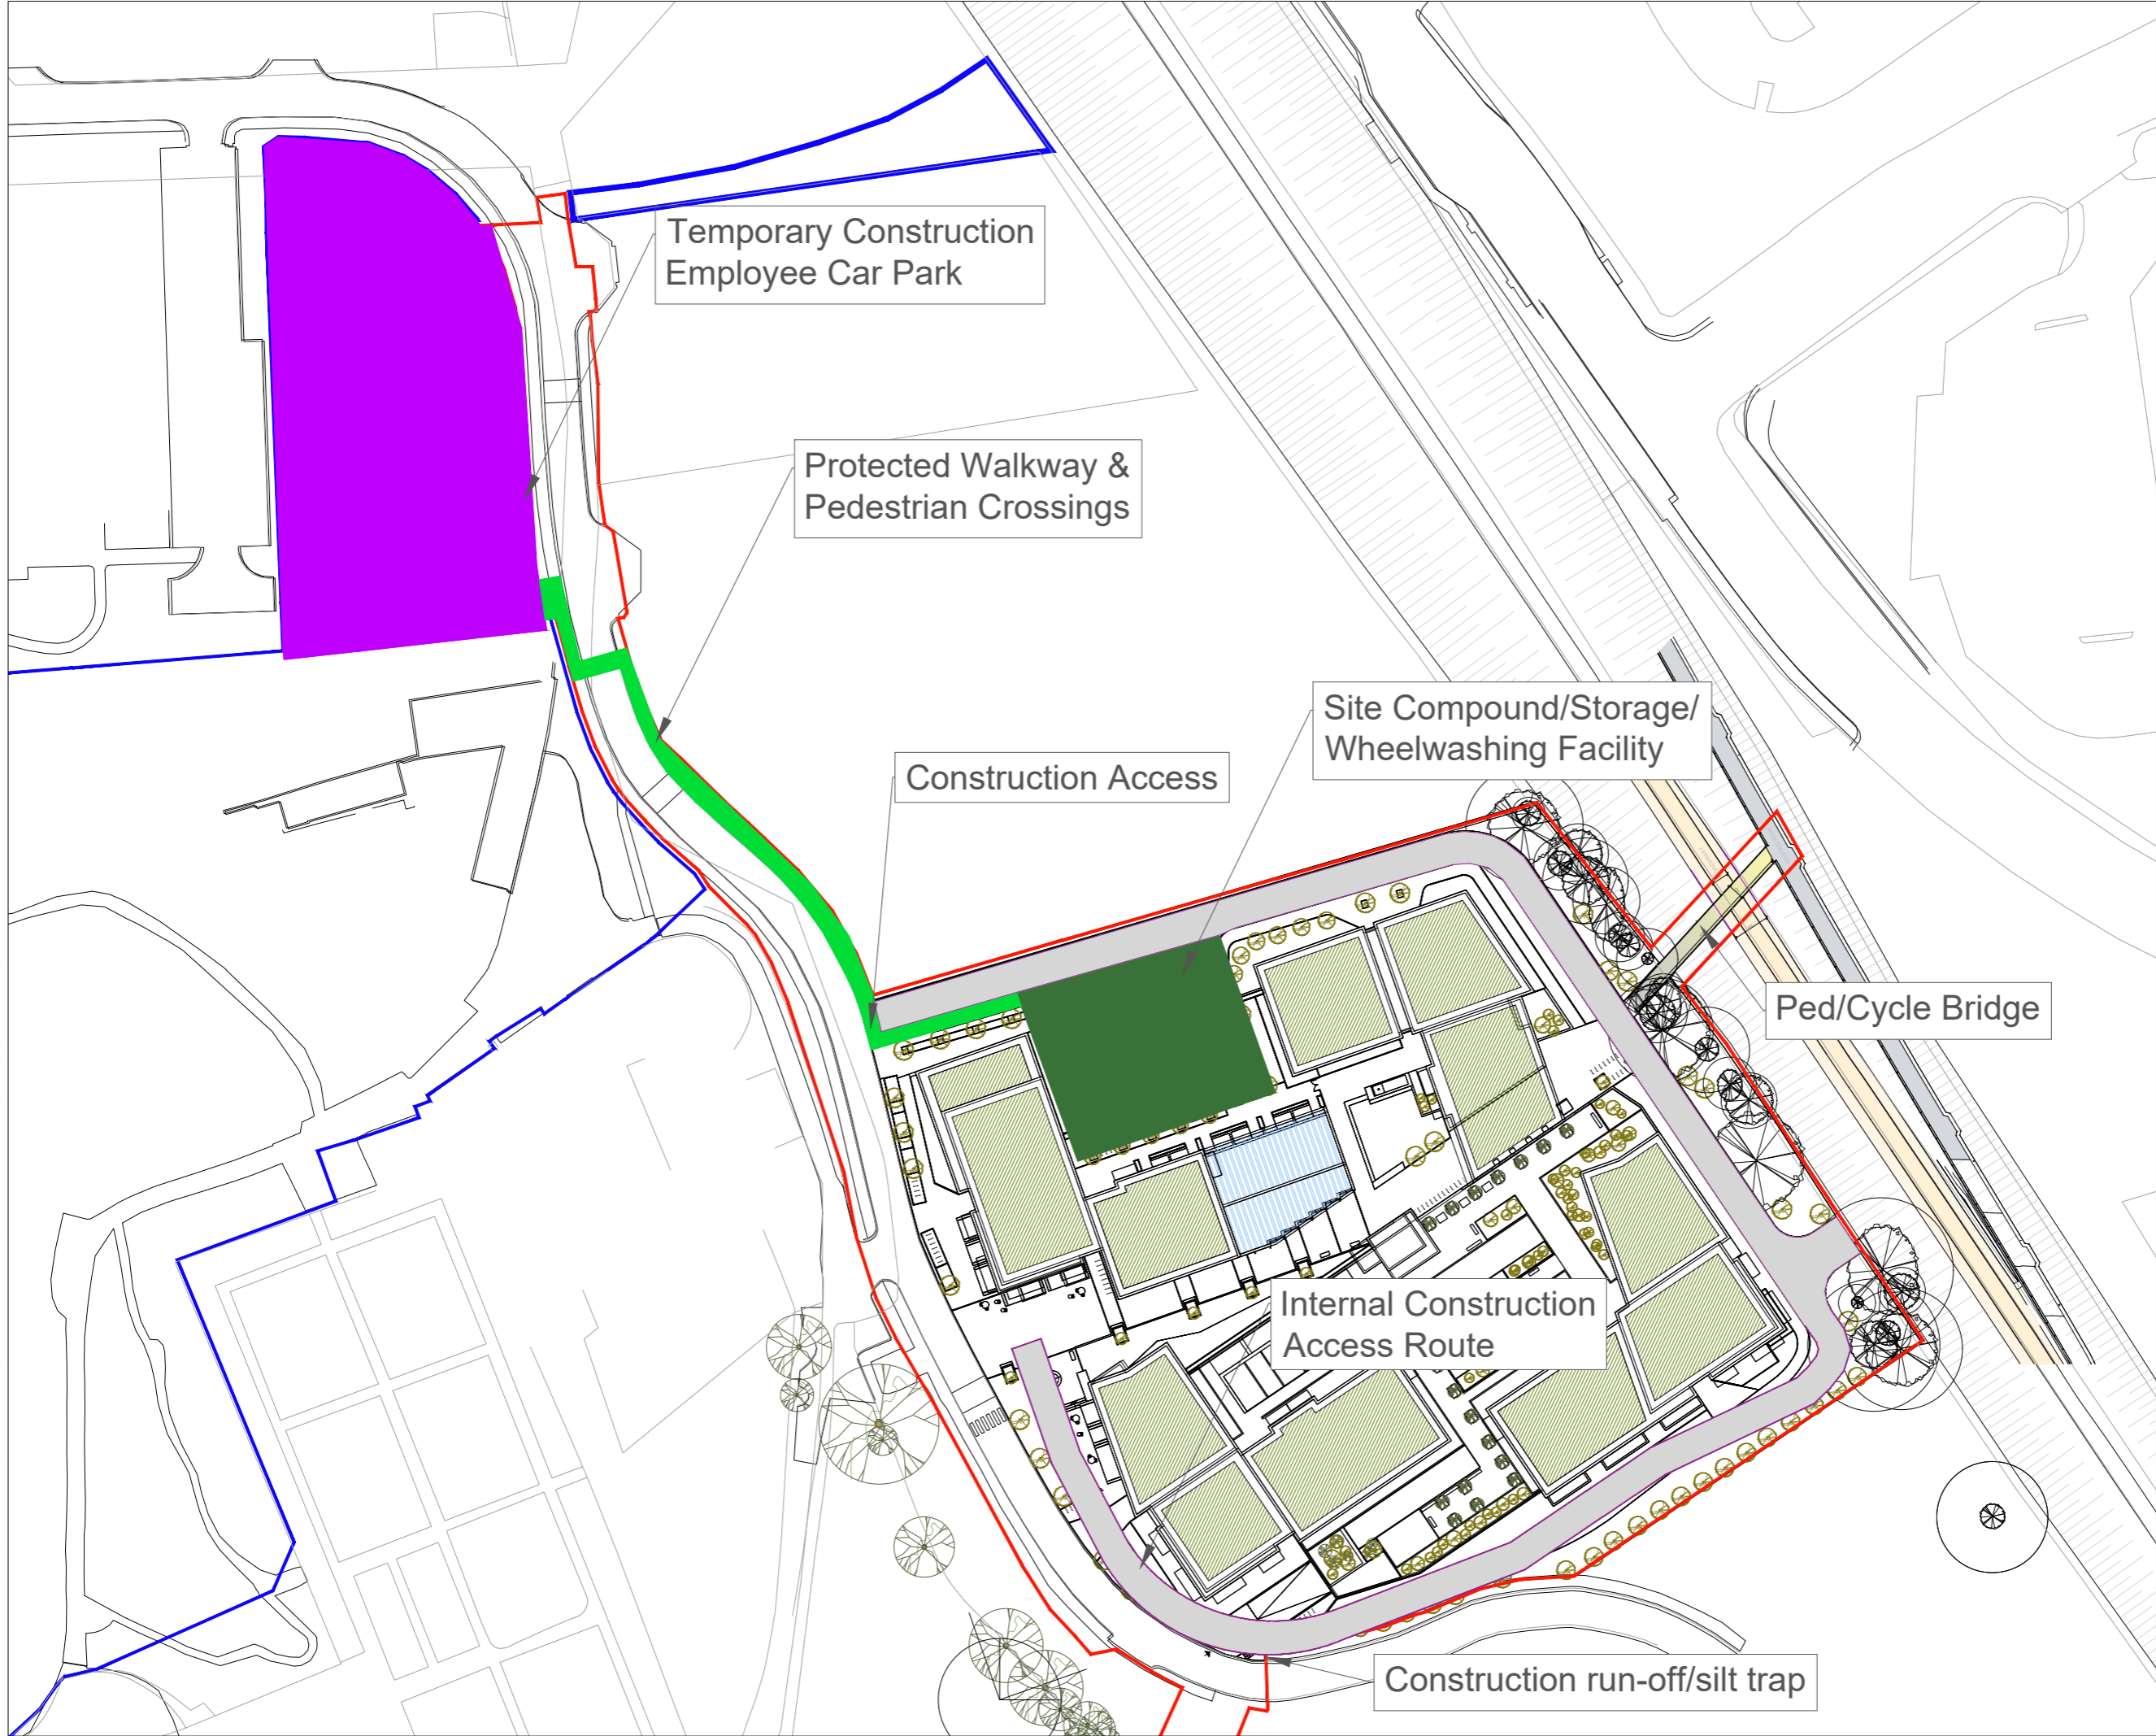 Temporary Construction
Employee Car Park
Protected Walkway &
Pedestrian Crossings
Site Compound/Storage/
Wheelwashing Facility
Construction Access
Ped/Cycle Bridge
Internal Construction
Access Route
Construction run-off/silt trap